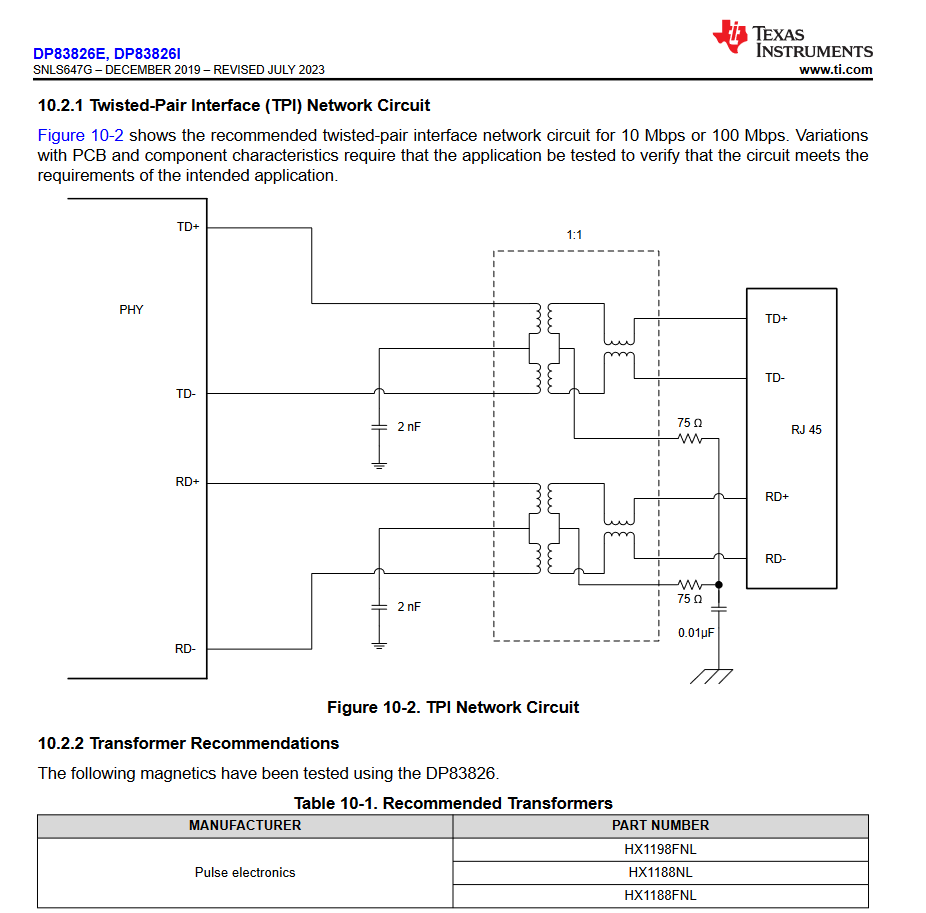 TEXAS
INSTRUMENTS
DP83826E, DP83826I
SNLS647G – DECEMBER 2019 – REVISED JULY 2023
www.ti.com
10.2.1 Twisted-Pair Interface (TPI) Network Circuit
Figure 10-2 shows the recommended twisted-pair interface network circuit for 10 Mbps or 100 Mbps. Variations
with PCB and component characteristics require that the application be tested to verify that the circuit meets the
requirements of the intended application.
TD+
1:1
PHY
TD+
TD-
TD-
75 Ω
2 nF
RJ 45
RD+
RD+
RD-
75 Ω
2 nF
0.01µF
RD-
Figure 10-2. TPI Network Circuit
10.2.2 Transformer Recommendations
The following magnetics have been tested using the DP83826.
Table 10-1. Recommended Transformers
MANUFACTURER
PART NUMBER
Pulse electronics
HX1198FNL
HX1188NL
HX1188FNL